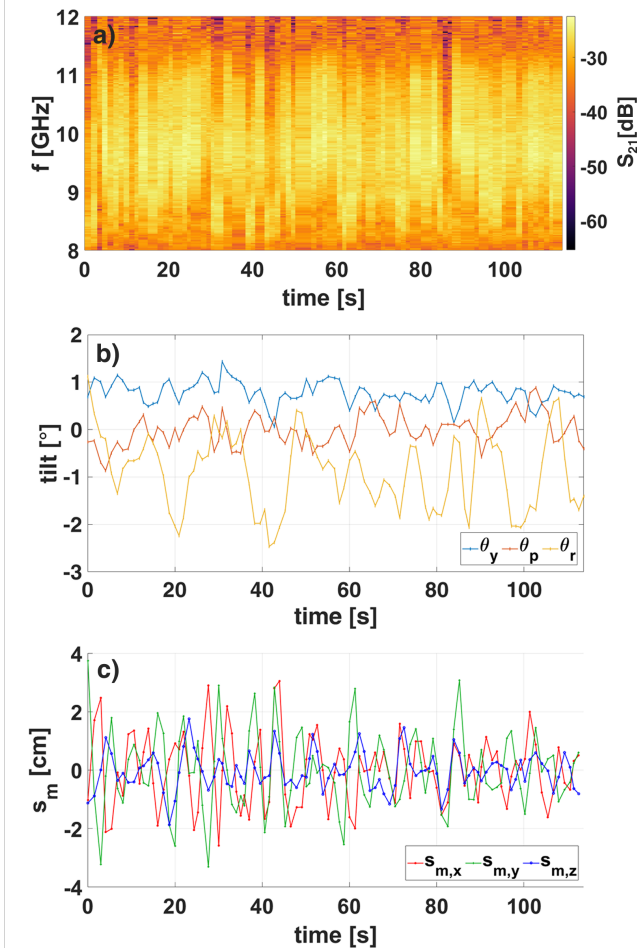 a)
12
11
10
9
8
f [GHz]
0 20 40 60 80 100
time [s]
-30
-40
-50
-60
S21[dB]
b)
2
1
0
-1
-2
-3
tilt [°]
θy θp θr
0 20 40 60 80 100
time [s]
c)
4
2
0
-2
-4
sm [cm]
sm,x sm,y sm,z
0 20 40 60 80 100
time [s]